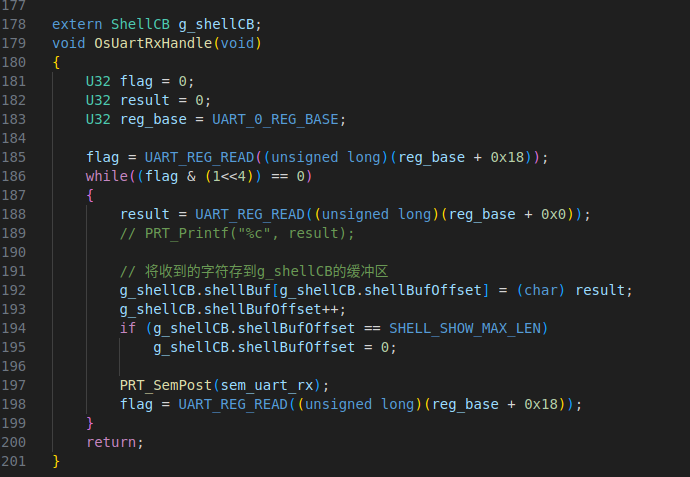 177
178 extern ShellCB g_shellCB;
179 void OsUartRxHandle(void)
180 {
181     U32 flag = 0;
182     U32 result = 0;
183     U32 reg_base = UART_0_REG_BASE;
184
185     flag = UART_REG_READ((unsigned long)(reg_base + 0x18));
186     while((flag & (1<<4)) == 0)
187     {
188         result = UART_REG_READ((unsigned long)(reg_base + 0x0));
189         // PRT_Printf("%c", result);
190
191         // 将收到的字符存到g_shellCB的缓冲区
192         g_shellCB.shellBuf[g_shellCB.shellBufOffset] = (char) result;
193         g_shellCB.shellBufOffset++;
194         if (g_shellCB.shellBufOffset == SHELL_SHOW_MAX_LEN)
195             g_shellCB.shellBufOffset = 0;
196
197         PRT_SemPost(sem_uart_rx);
198         flag = UART_REG_READ((unsigned long)(reg_base + 0x18));
199     }
200     return;
201 }